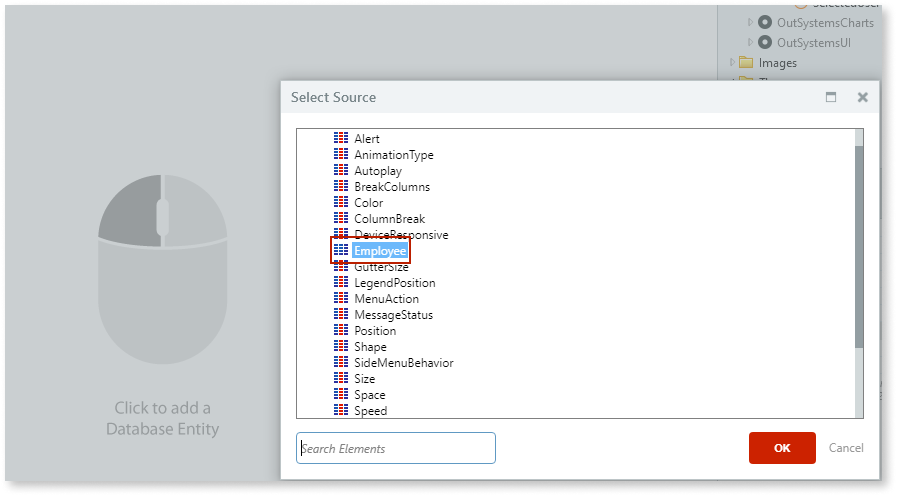 OutSystemsCharts
OutSystemsUI
Images
Select Source
Alert
AnimationType
Autoplay
BreakColumns
Color
ColumnBreak
DeviceResponsive
Employee
GutterSize
LegendPosition
MenuAction
MessageStatus
Position
Shape
SideMenuBehavior
Size
Space
Speed
Click to add a
Database Entity
Search Elements
OK
Cancel